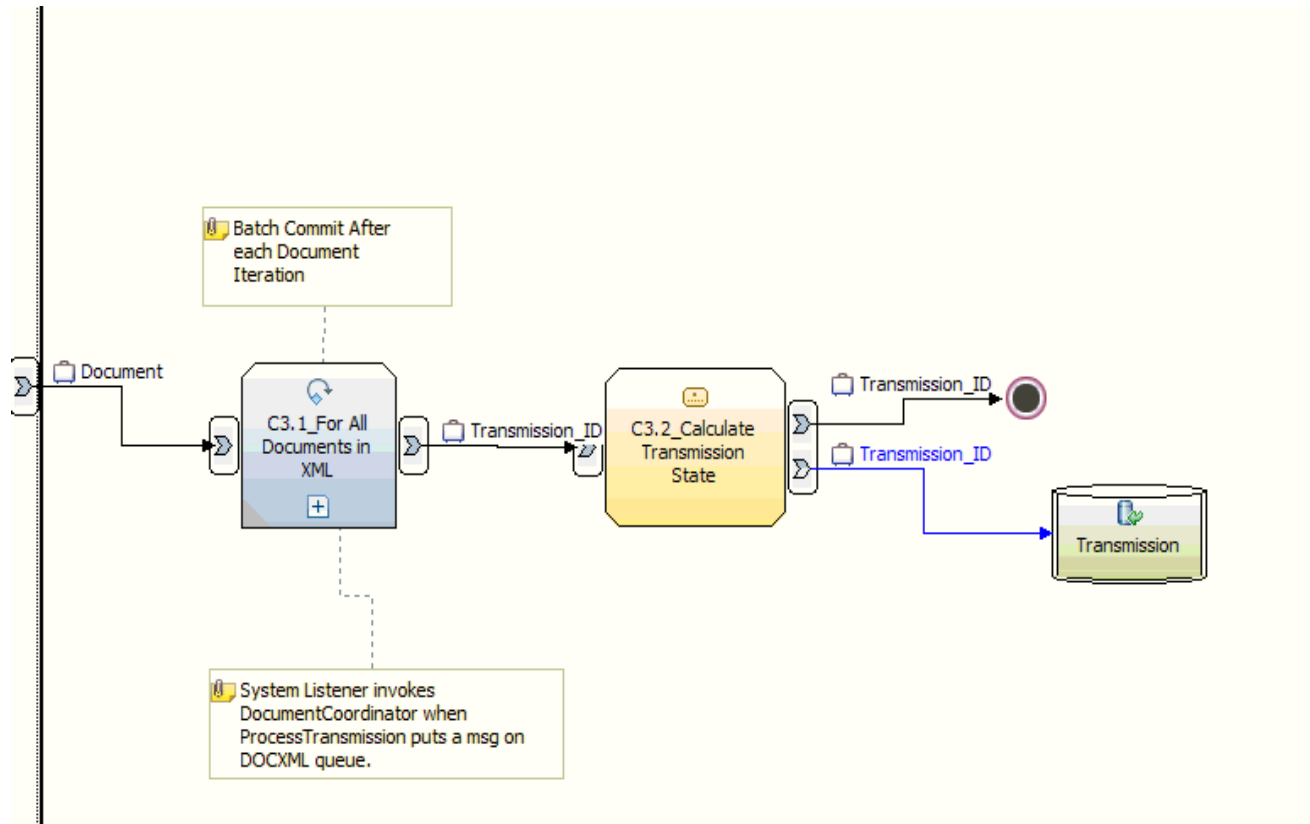 Batch Commit After
each Document
Iteration
Document
C3.1_For All
Documents in
XML
Transmission_ID
C3.2_Calculate
Transmission
State
Transmission_ID
Transmission_ID
Transmission
System Listener invokes
DocumentCoordinator when
ProcessTransmission puts a msg on
DOCXML queue.